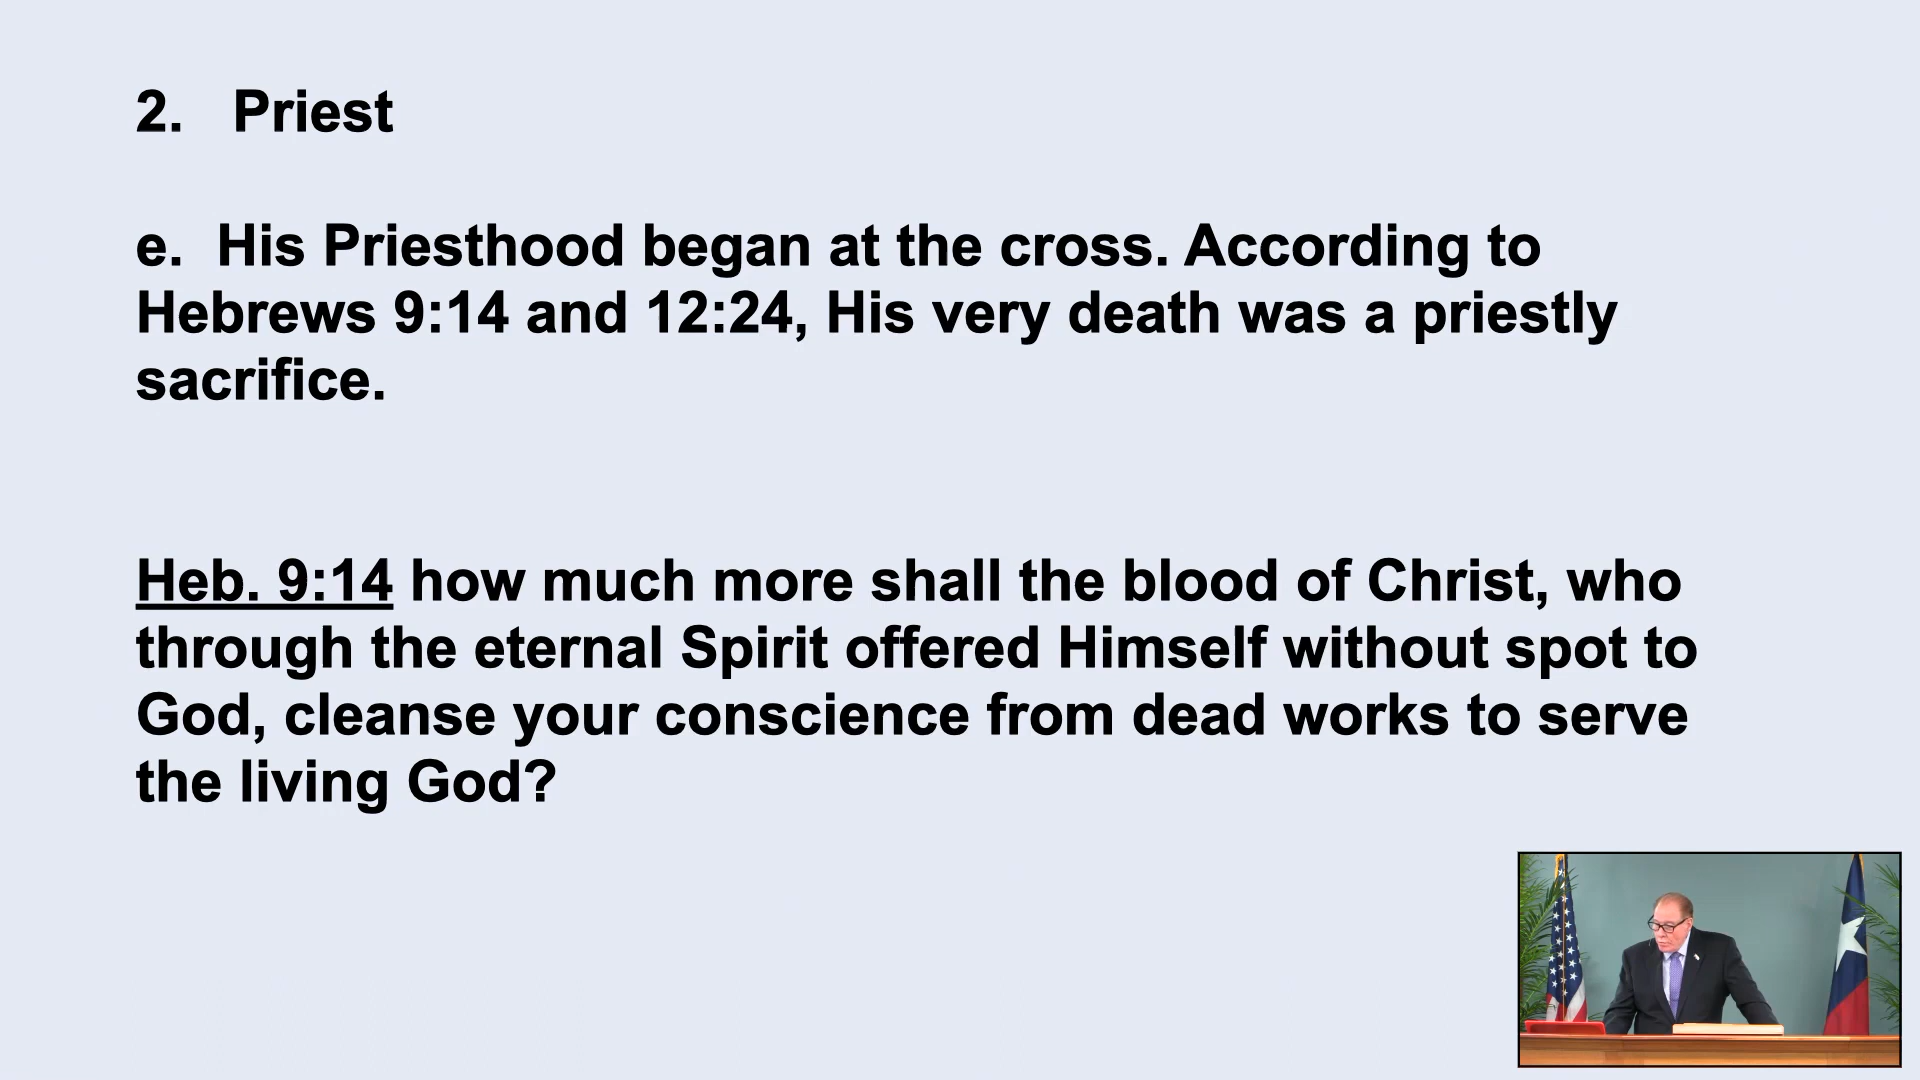 2. Priest
e. His Priesthood began at the cross. According to
Hebrews 9:14 and 12:24, His very death was a priestly
sacrifice.
Heb. 9:14 how much more shall the blood of Christ, who
through the eternal Spirit offered Himself without spot to
God, cleanse your conscience from dead works to serve
the living God?